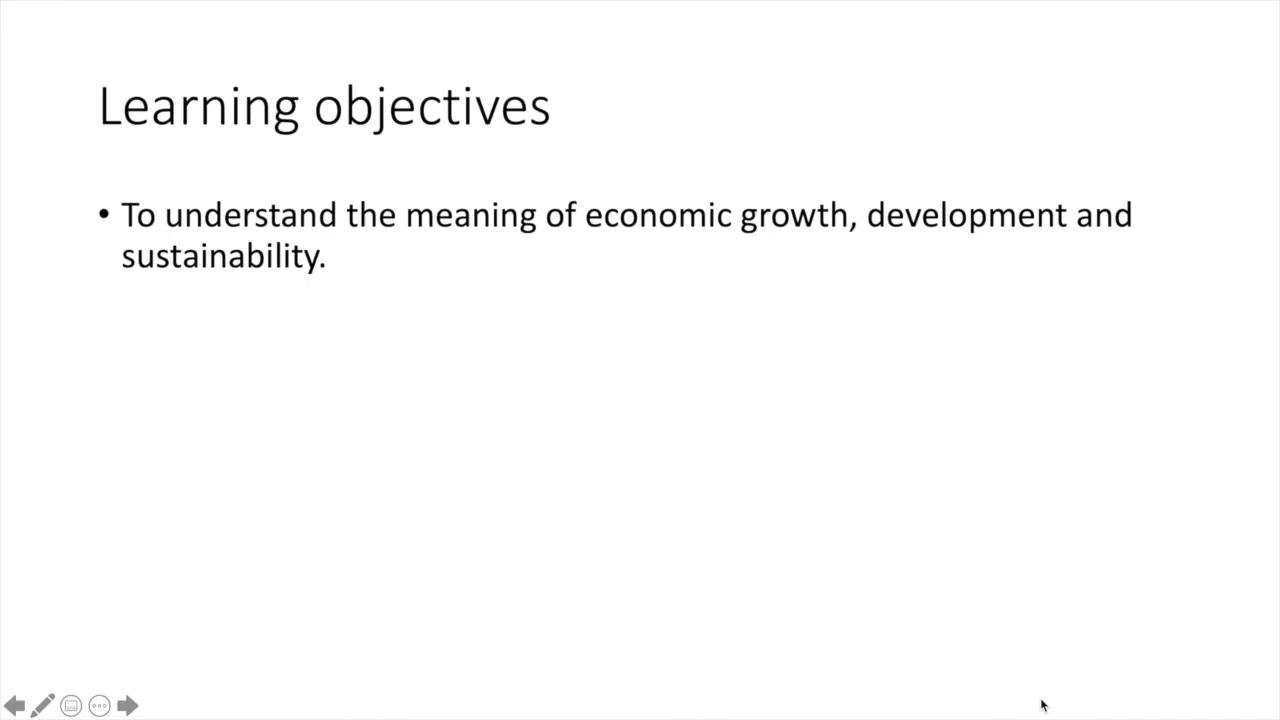 Learning objectives
• To understand the meaning of economic growth, development and
sustainability.